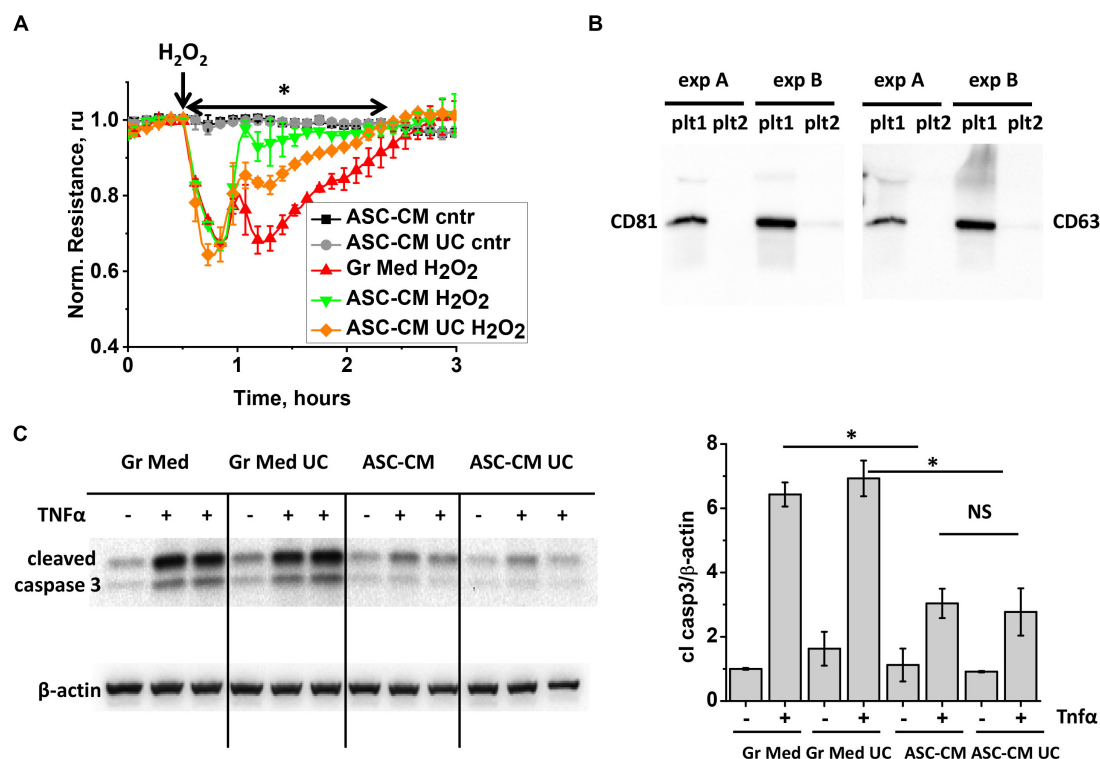 A
H2O2
*
Norm. Resistance, ru
1.0
0.8
0.6
0.4
0
1
2
3
Time, hours
ASC-CM cntr
ASC-CM UC cntr
Gr Med H2O2
ASC-CM H2O2
ASC-CM UC H2O2
B
exp A exp B exp A exp B
plt1 plt2 plt1 plt2 plt1 plt2 plt1 plt2
CD81
CD63
C
Gr Med Gr Med UC ASC-CM ASC-CM UC
TNFα - + + - + + - + + - + +
cleaved
caspase 3
β-actin
cl casp3/β-actin
8
6
4
2
0
*
*
NS
- + - + - + - + Tnfα
Gr Med Gr Med UC ASC-CM ASC-CM UC